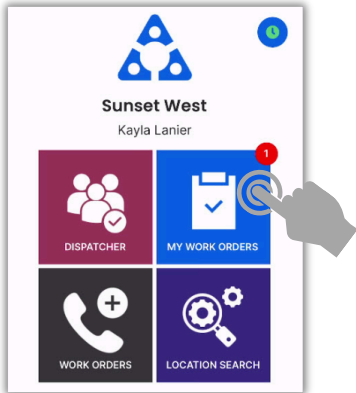 Sunset West
Kayla Lanier
1
DISPATCHER
MY WORK ORDERS
WORK ORDERS
LOCATION SEARCH